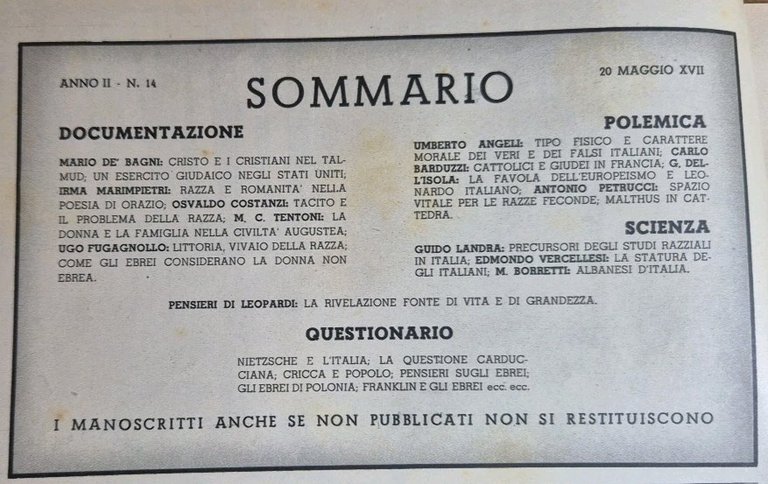 ANNO II - N. 14
SOMMARIO
20 MAGGIO XVII
DOCUMENTAZIONE
MARIO DE' BAGNI: CRISTO E I CRISTIANI NEL TAL-
MUD; UN ESERCITO GIUDAICO NEGLI STATI UNITI;
IRMA MARIMPIETRI: RAZZA E ROMANITA' NELLA
POESIA DI ORAZIO; OSVALDO COSTANZI: TACITO E
IL PROBLEMA DELLA RAZZA; M. C. TENTONI: LA
DONNA E LA FAMIGLIA NELLA CIVILTA' AUGUSTEA;
UGO FUGAGNOLLO: LITTORIA, VIVAIO DELLA RAZZA;
COME GLI EBREI CONSIDERANO LA DONNA NON
EBREA.
POLEMICA
UMBERTO ANGELI: TIPO FISICO E CARATTERE
MORALE DEI VERI E DEI FALSI ITALIANI; CARLO
BARDUZZI: CATTOLICI E GIUDEI IN FRANCIA; G. DEL-
L'ISOLA: LA FAVOLA DELL'EUROPEISMO E LEO-
NARDO ITALIANO; ANTONIO PETRUCCI: SPAZIO
VITALE PER LE RAZZE FECONDE; MALTHUS IN CAT-
TEDRA.
SCIENZA
GUIDO LANDRA: PRECURSORI DEGLI STUDI RAZZIALI
IN ITALIA; EDMONDO VERCELLESI: LA STATURA DE-
GLI ITALIANI; M. BORRETTI: ALBANESI D'ITALIA.
PENSIERI DI LEOPARDI: LA RIVELAZIONE FONTE DI VITA E DI GRANDEZZA.
QUESTIONARIO
NIETZSCHE E L'ITALIA; LA QUESTIONE CARDUC-
CIANA; CRICCA E POPOLO; PENSIERI SUGLI EBREI;
GLI EBREI DI POLONIA; FRANKLIN E GLI EBREI ecc. ecc.
I MANOSCRITTI ANCHE SE NON PUBBLICATI NON SI RESTITUISCONO